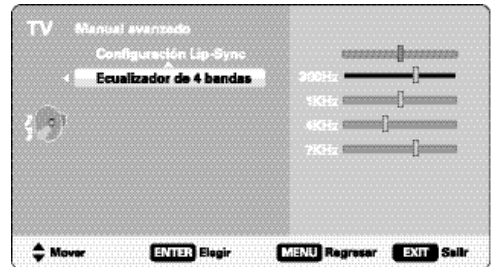 TV Manual avanzado
Configuración Lip-Sync
Ecualizador de 4 bandas
300Hz
1KHz
4KHz
7KHz
Mover ENTER Elegir MENU Regresar EXIT Salir